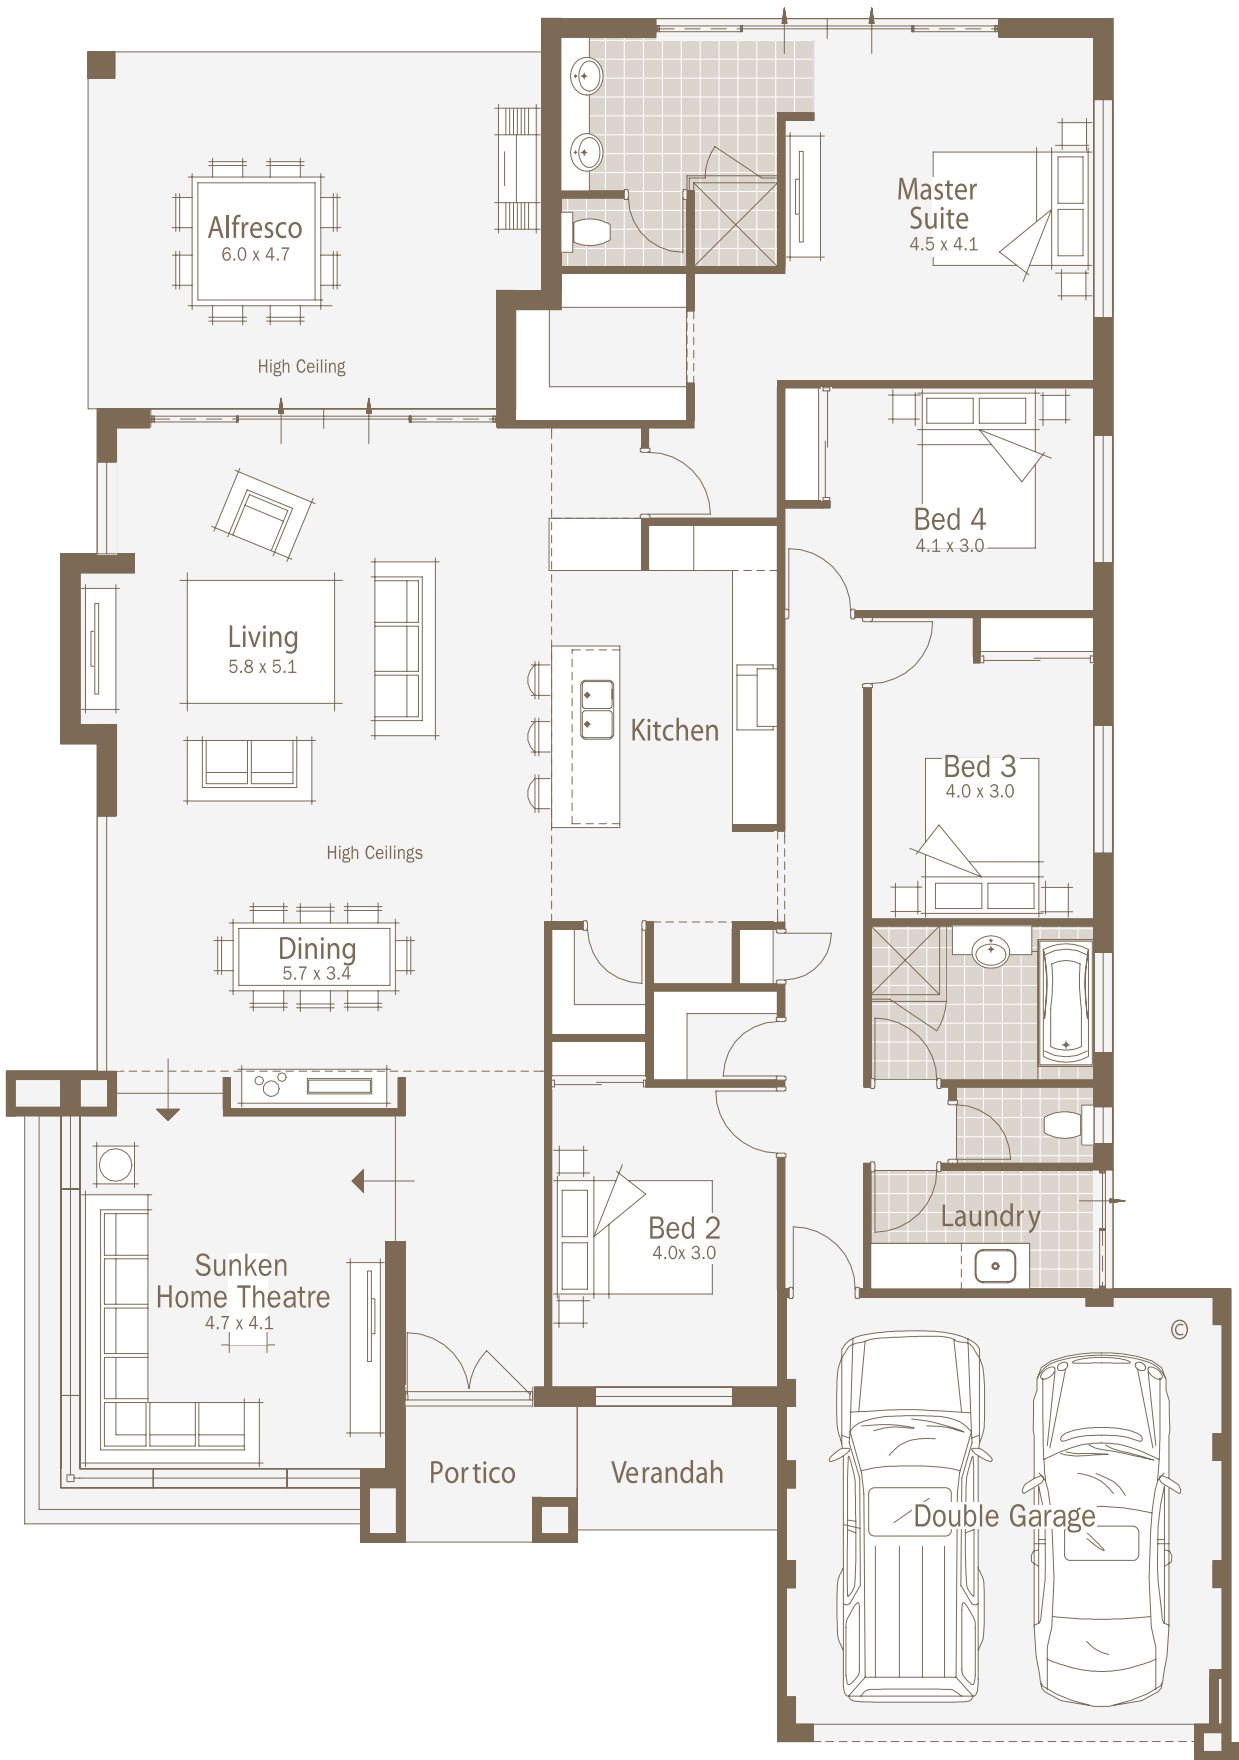 Master
Suite
4.5 x 4.1
Alfresco
6.0 x 4.7
High Ceiling
Bed 4
4.1 x 3.0
Living
5.8 x 5.1
Kitchen
Bed 3
4.0 x 3.0
High Ceilings
Dining
5.7 x 3.4
Laundry
Bed 2
4.0x 3.0
Sunken
Home Theatre
4.7 x 4.1
©
Portico
Verandah
Double Garage